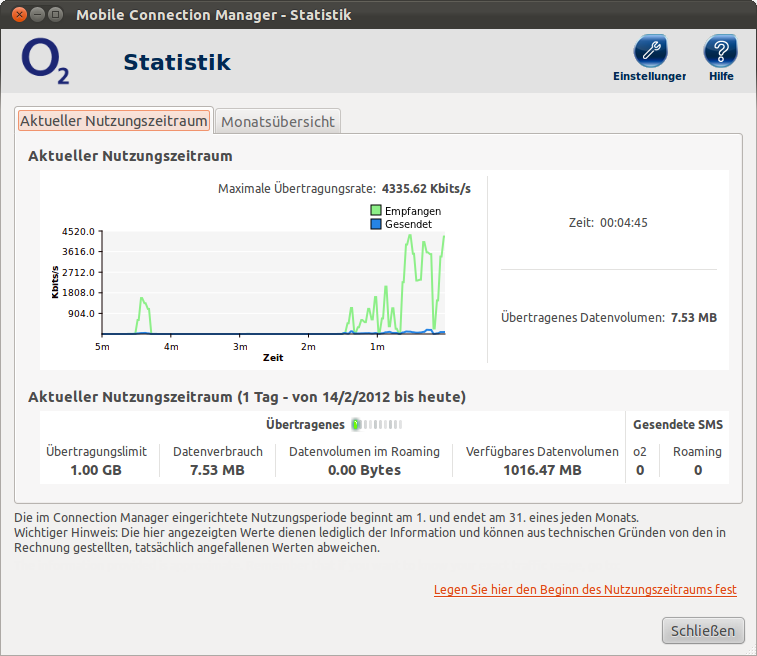 Mobile Connection Manager - Statistik
O2
Statistik
Einstellungen
Hilfe
Aktueller Nutzungszeitraum
Monatsübersicht
Aktueller Nutzungszeitraum
Maximale Übertragungsrate: 4335.62 Kbits/s
Empfangen
Gesendet
4520.0
3616.0
2712.0
1808.0
904.0
Kbits/s
5m 4m 3m 2m 1m
Zeit
Zeit: 00:04:45
Übertragenes Datenvolumen: 7.53 MB
Aktueller Nutzungszeitraum (1 Tag - von 14/2/2012 bis heute)
Übertragenes
Gesendete SMS
Übertragungslimit Datenverbrauch Datenvolumen im Roaming Verfügbares Datenvolumen o2 Roaming
1.00 GB 7.53 MB 0.00 Bytes 1016.47 MB 0 0
Die im Connection Manager eingerichtete Nutzungsperiode beginnt am 1. und endet am 31. eines jeden Monats.
Wichtiger Hinweis: Die hier angezeigten Werte dienen lediglich der Information und können aus technischen Gründen von den in
Rechnung gestellten, tatsächlich angefallenen Werten abweichen.
Legen Sie hier den Beginn des Nutzungszeitraums fest
Schließen